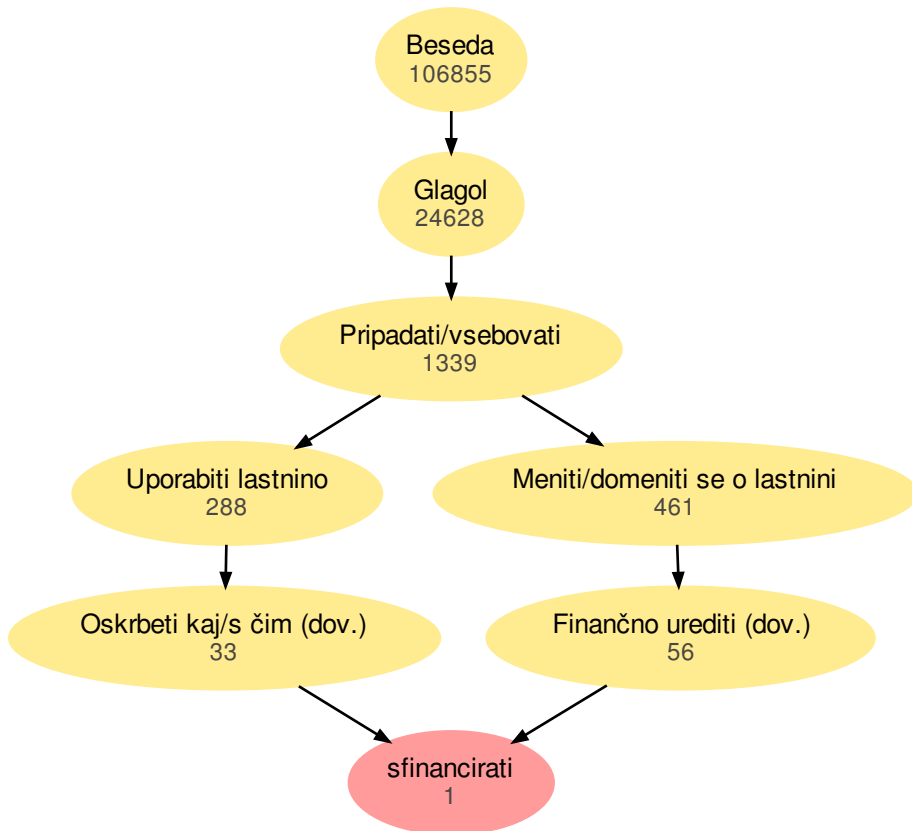 Beseda
106855
Glagol
24628
Pripadati/vsebovati
1339
Uporabiti lastnino
288
Meniti/domeniti se o lastnini
461
Oskrbeti kaj/s čim (dov.)
33
Finančno urediti (dov.)
56
sfinancirati
1